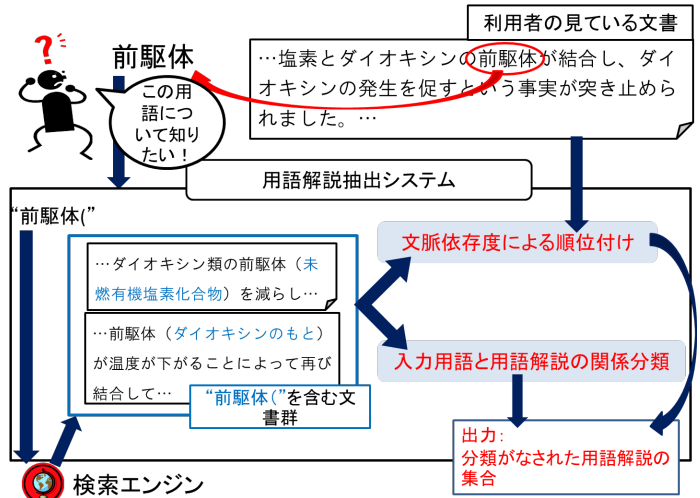 利用者の見ている文書
?
前駆体
…塩素とダイオキシンの前駆体が結合し、ダイ
オキシンの発生を促すという事実が突き止めら
れました。…
この用
語につ
いて知り
たい！
用語解説抽出システム
“前駆体(”
文脈依存度による順位付け
…ダイオキシン類の前駆体（未
燃有機塩素化合物）を減らし…
…前駆体（ダイオキシンのもと）
が温度が下がることによって再び
結合して…
入力用語と用語解説の関係分類
“前駆体(”を含む文
書群
出力:
分類がなされた用語解説の
集合
検索エンジン